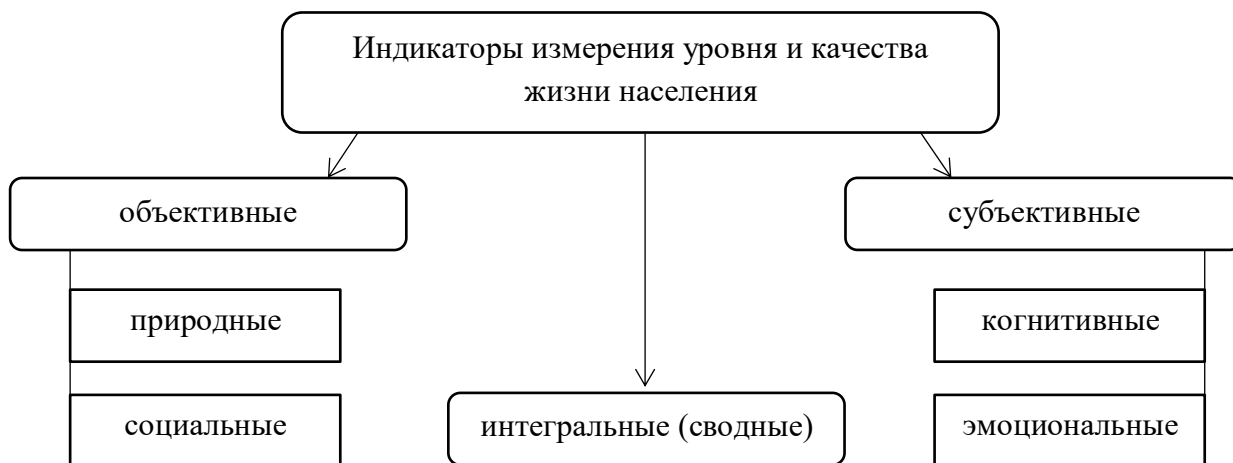 Индикаторы измерения уровня и качества
жизни населения
объективные
субъективные
природные
когнитивные
социальные
интегральные (сводные)
эмоциональные